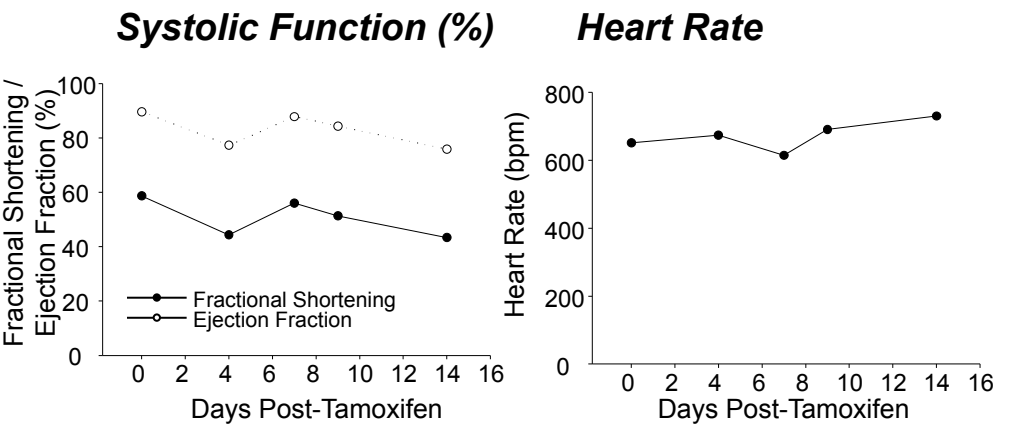 Systolic Function (%)
Fractional Shortening /
Ejection Fraction (%)
100
80
60
40
20
0
Fractional Shortening
Ejection Fraction
0 2 4 6 8 10 12 14 16
Days Post-Tamoxifen
Heart Rate
Heart Rate (bpm)
800
600
400
200
0
0 2 4 6 8 10 12 14 16
Days Post-Tamoxifen